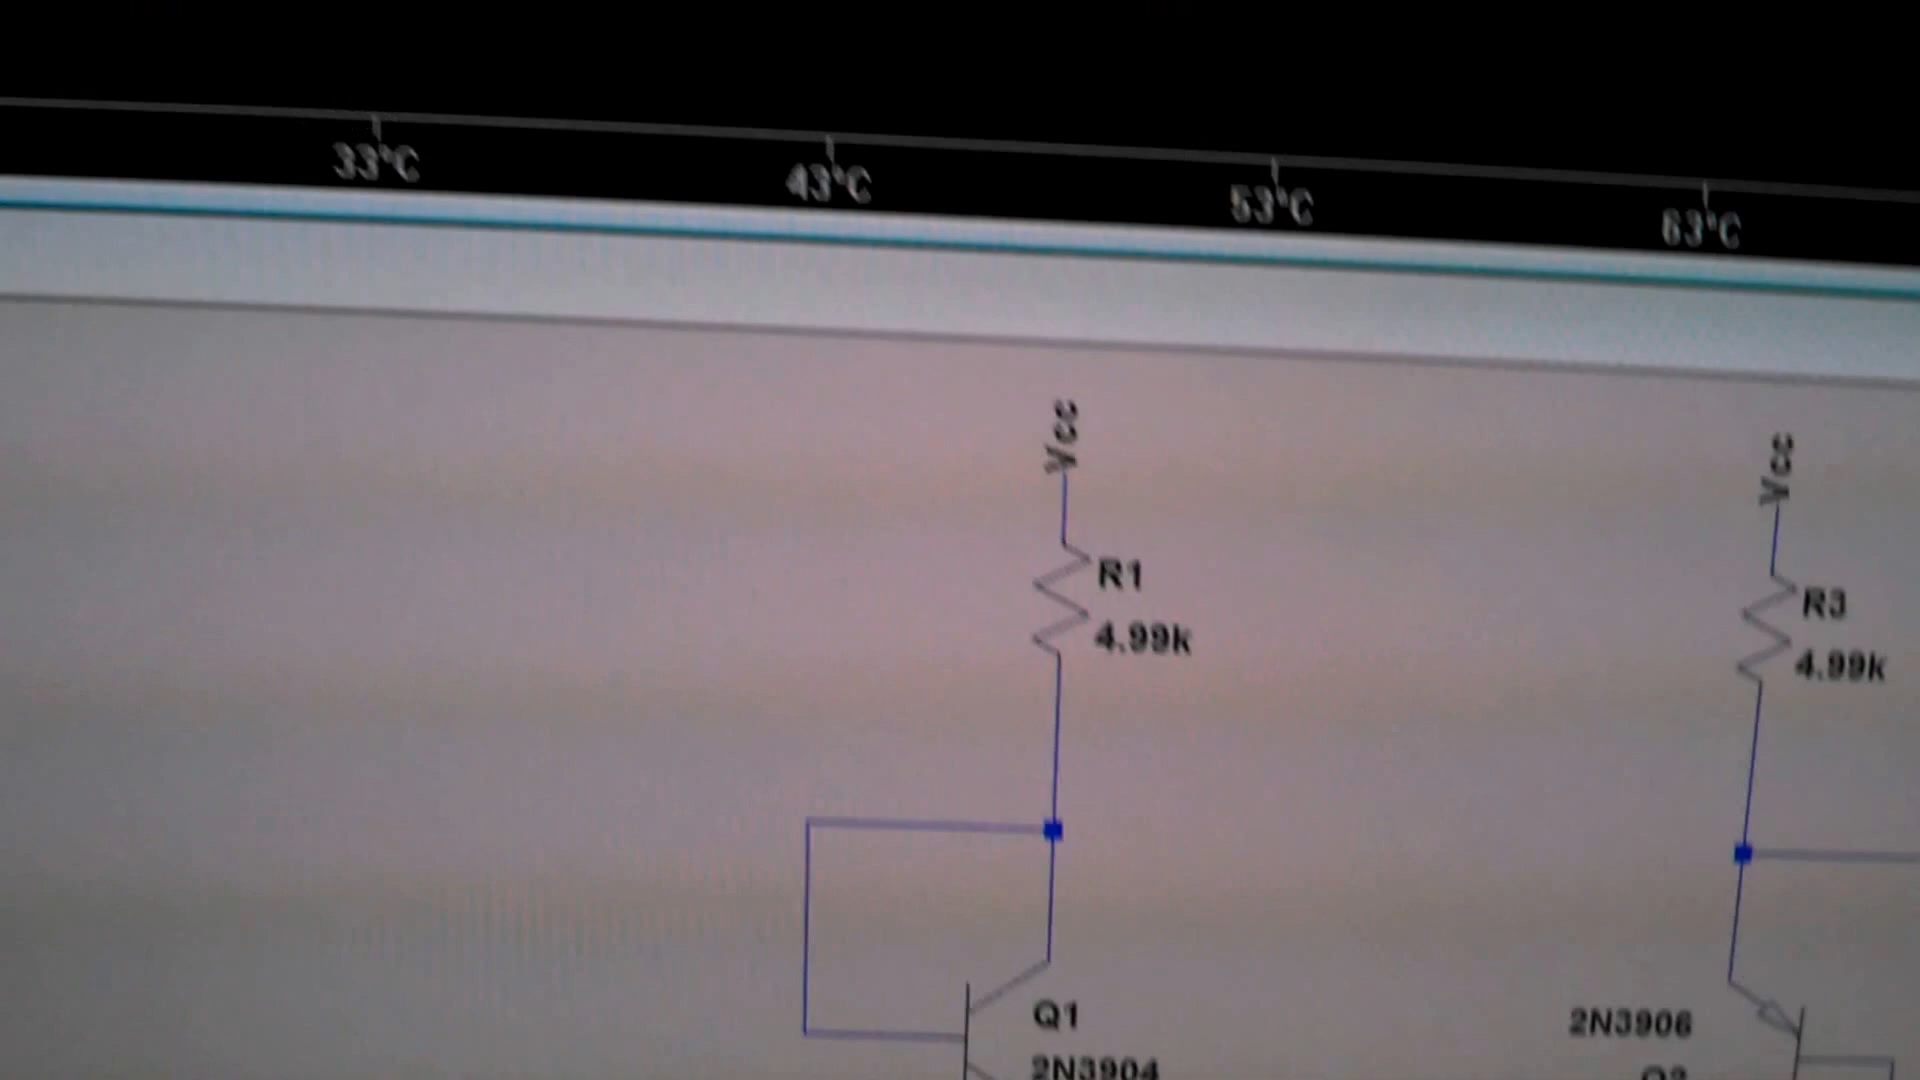 33°C 43°C 53°C 63°C
Vcc
Vcc
R1
4.99k
R3
4.99k
Q1
2N3904
2N3906